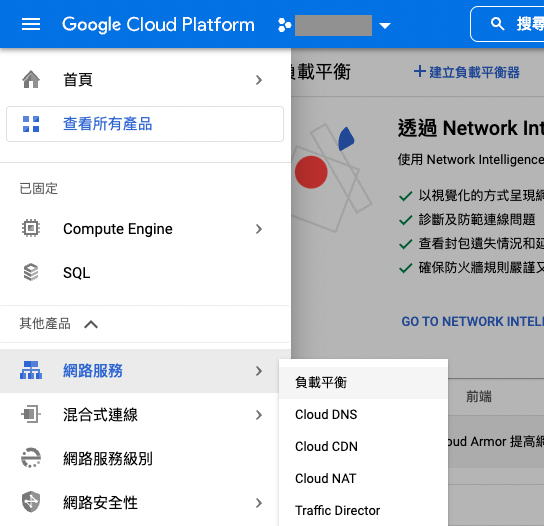 Google Cloud Platform
搜尋
首頁
查看所有產品
已固定
Compute Engine
SQL
其他產品
網路服務
混合式連線
網路服務級別
網路安全性
負載平衡
Cloud DNS
Cloud CDN
Cloud NAT
Traffic Director
負載平衡
建立負載平衡器
透過 Network Int
使用 Network Intelligence
以視覺化的方式呈現網
診斷及防範連線問題
查看封包遺失情況和延
確保防火牆規則嚴謹又
GO TO NETWORK INTELL
前端
oud Armor 提高網